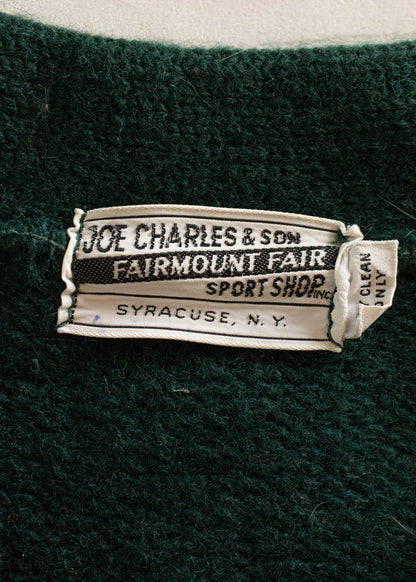 JOE CHARLES & SON
FAIRMOUNT FAIR
SPORT SHOP INC
SYRACUSE, N. Y.
CLEAN
ONLY